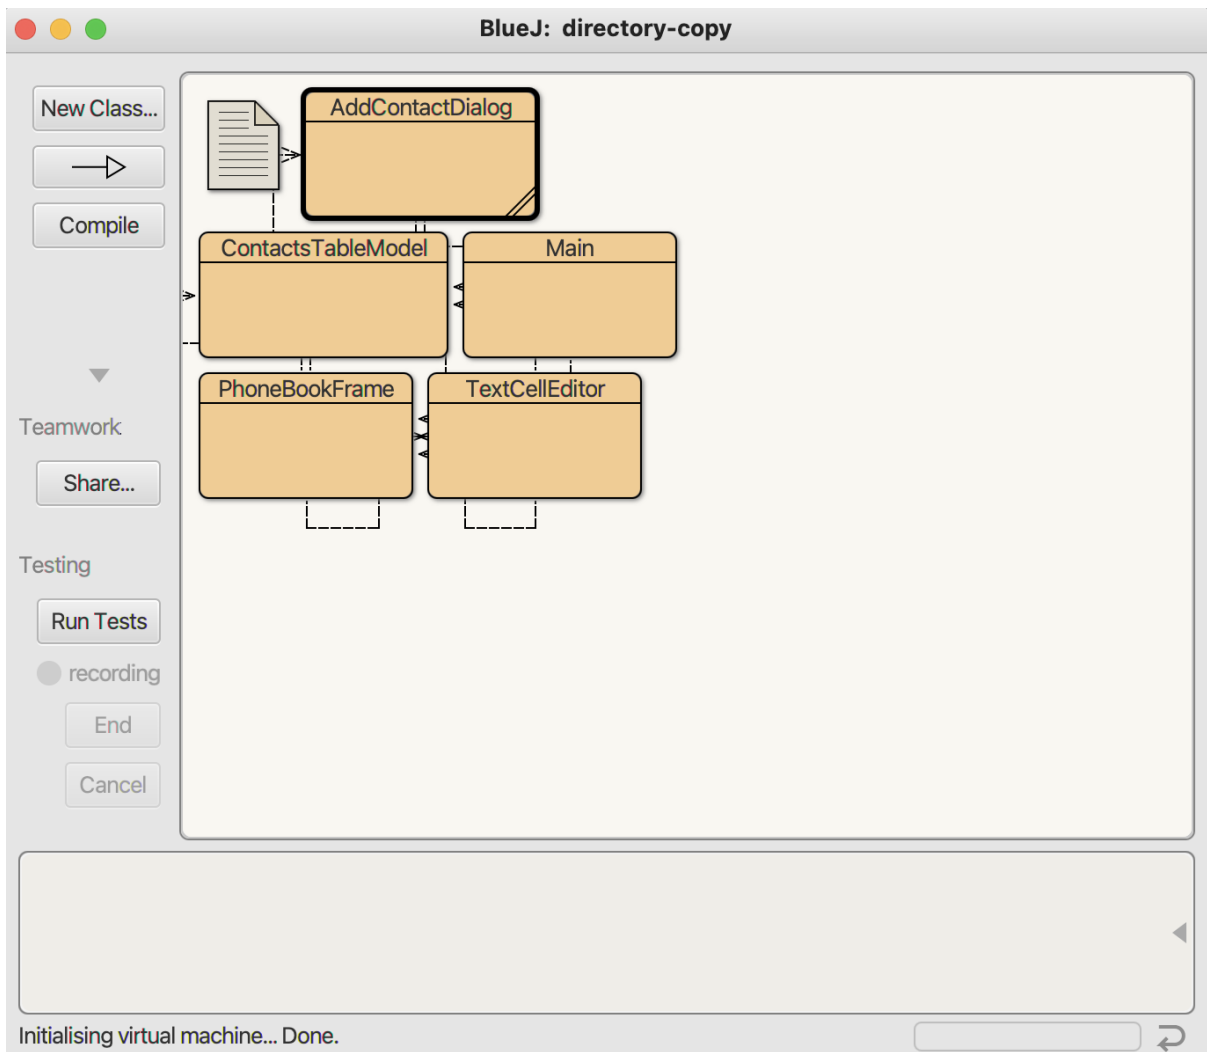 BlueJ: directory-copy
New Class...
Compile
Teamwork
Share...
Testing
Run Tests
recording
End
Cancel
AddContactDialog
ContactsTableModel
Main
PhoneBookFrame
TextCellEditor
Initialising virtual machine... Done.